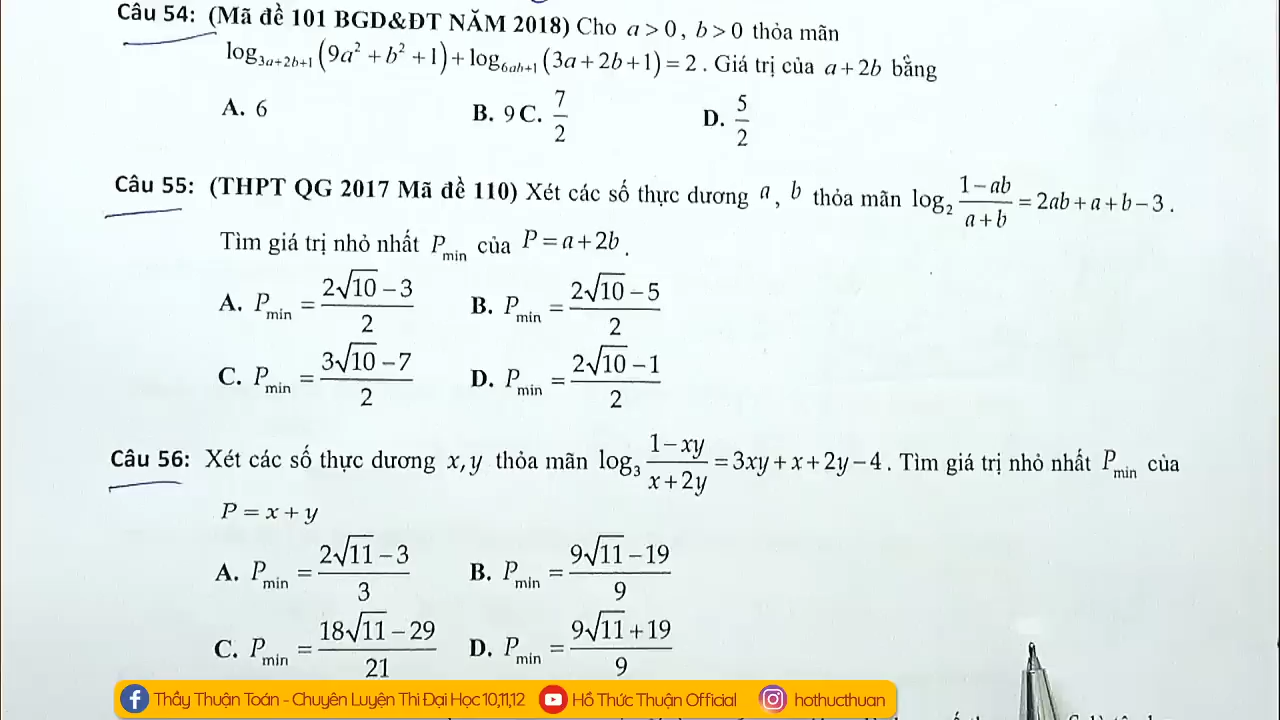 Câu 54: (Mã đề 101 BGD&ĐT NĂM 2018) Cho a > 0, b > 0 thỏa mãn
log_{3a+2b+1}(9a² + b² + 1) + log_{6ab+1}(3a + 2b + 1) = 2. Giá trị của a + 2b bằng
A. 6 B. 9 C. 7/2 D. 5/2
Câu 55: (THPT QG 2017 Mã đề 110) Xét các số thực dương a, b thỏa mãn log₂ (1−ab)/(a+b) = 2ab + a + b − 3.
Tìm giá trị nhỏ nhất P_min của P = a + 2b.
A. P_min = (2√10 − 3)/2 B. P_min = (2√10 − 5)/2
C. P_min = (3√10 − 7)/2 D. P_min = (2√10 − 1)/2
Câu 56: Xét các số thực dương x, y thỏa mãn log₃ (1−xy)/(x+2y) = 3xy + x + 2y − 4. Tìm giá trị nhỏ nhất P_min của
P = x + y
A. P_min = (2√11 − 3)/3 B. P_min = (9√11 − 19)/9
C. P_min = (18√11 − 29)/21 D. P_min = (9√11 + 19)/9
Thầy Thuận Toán - Chuyên Luyện Thi Đại Học 10,11,12 Hồ Thức Thuận Official hothucthuan